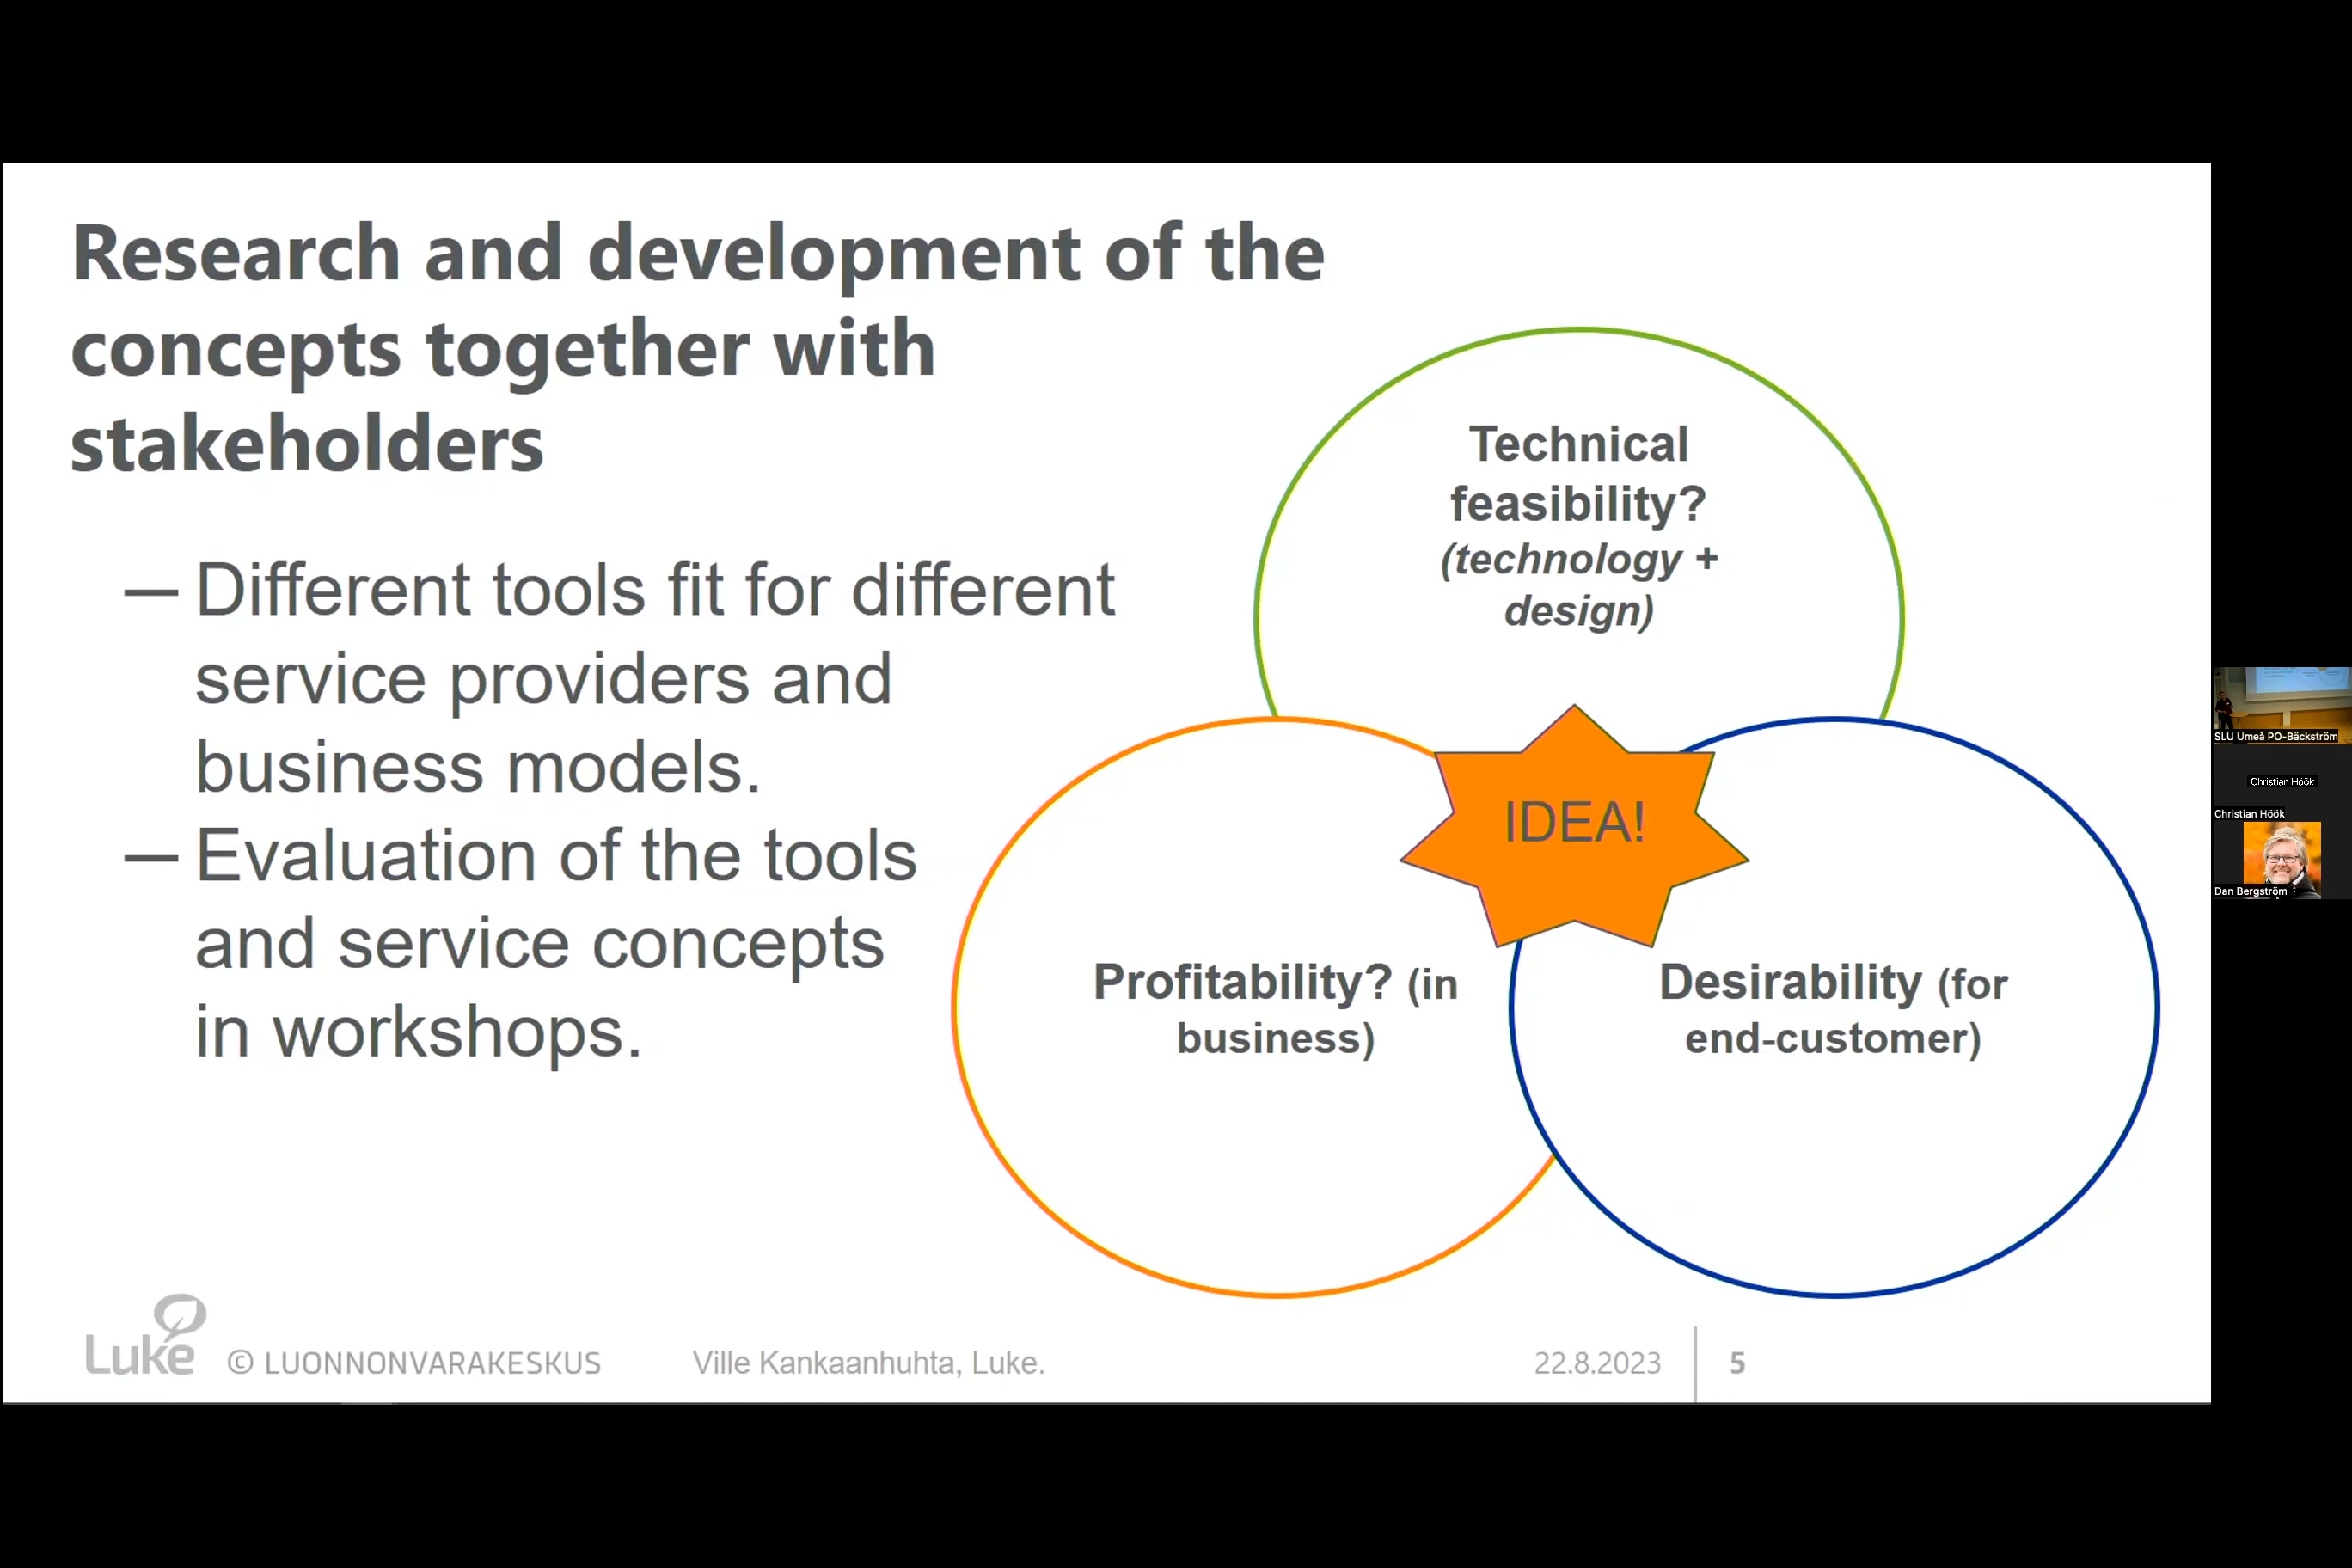 Research and development of the
concepts together with
stakeholders
— Different tools fit for different
service providers and
business models.
— Evaluation of the tools
and service concepts
in workshops.
Technical
feasibility?
(technology +
design)
IDEA!
Profitability? (in
business)
Desirability (for
end-customer)
Luke
© LUONNONVARAKESKUS
Ville Kankaanhuhta, Luke.
22.8.2023
5
SLU Umeå PO-Bäckström
Christian Höök
Christian Höök
Dan Bergström